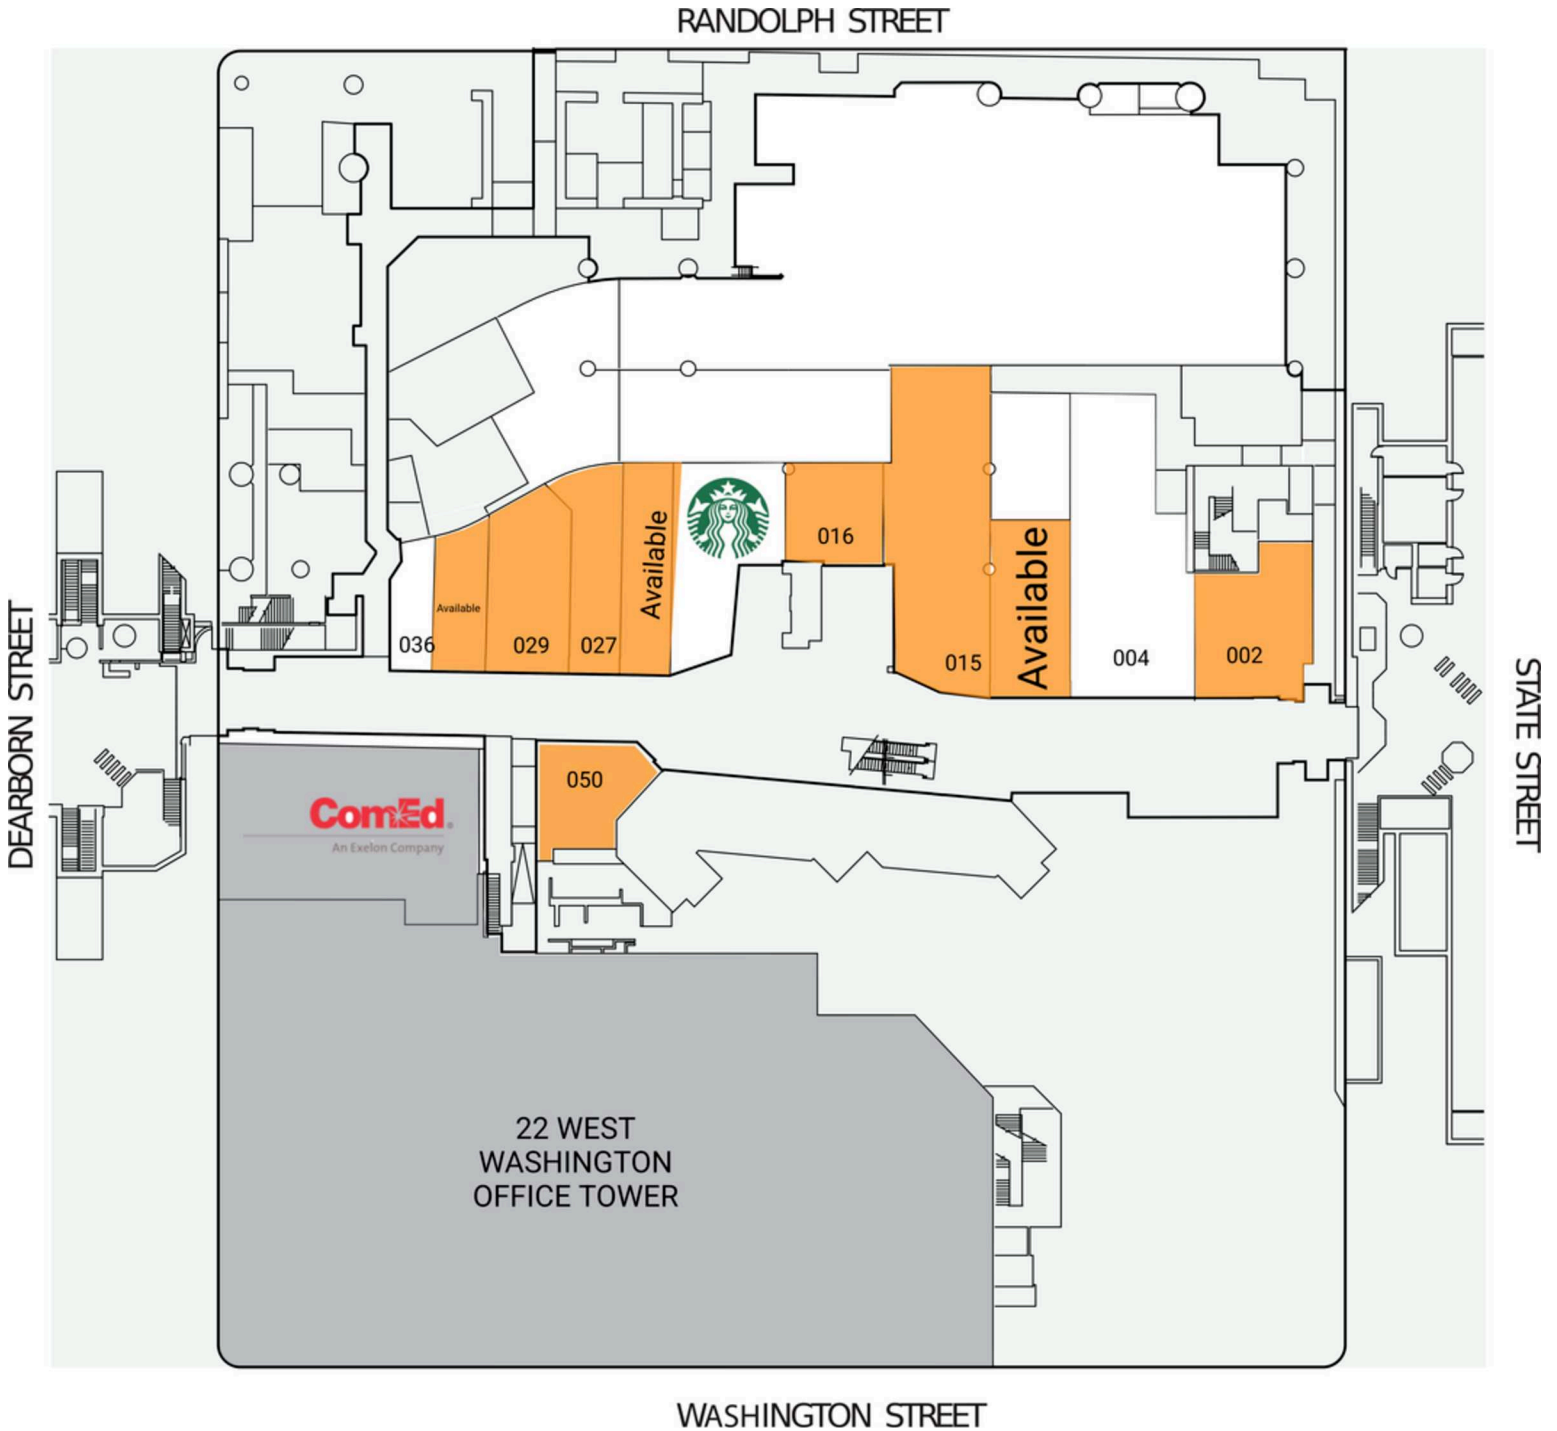 RANDOLPH STREET
016
Available
Available
Available
036
029
027
015
004
002
DEARBORN STREET
STATE STREET
050
ComEd®
An Exelon Company
22 WEST
WASHINGTON
OFFICE TOWER
WASHINGTON STREET